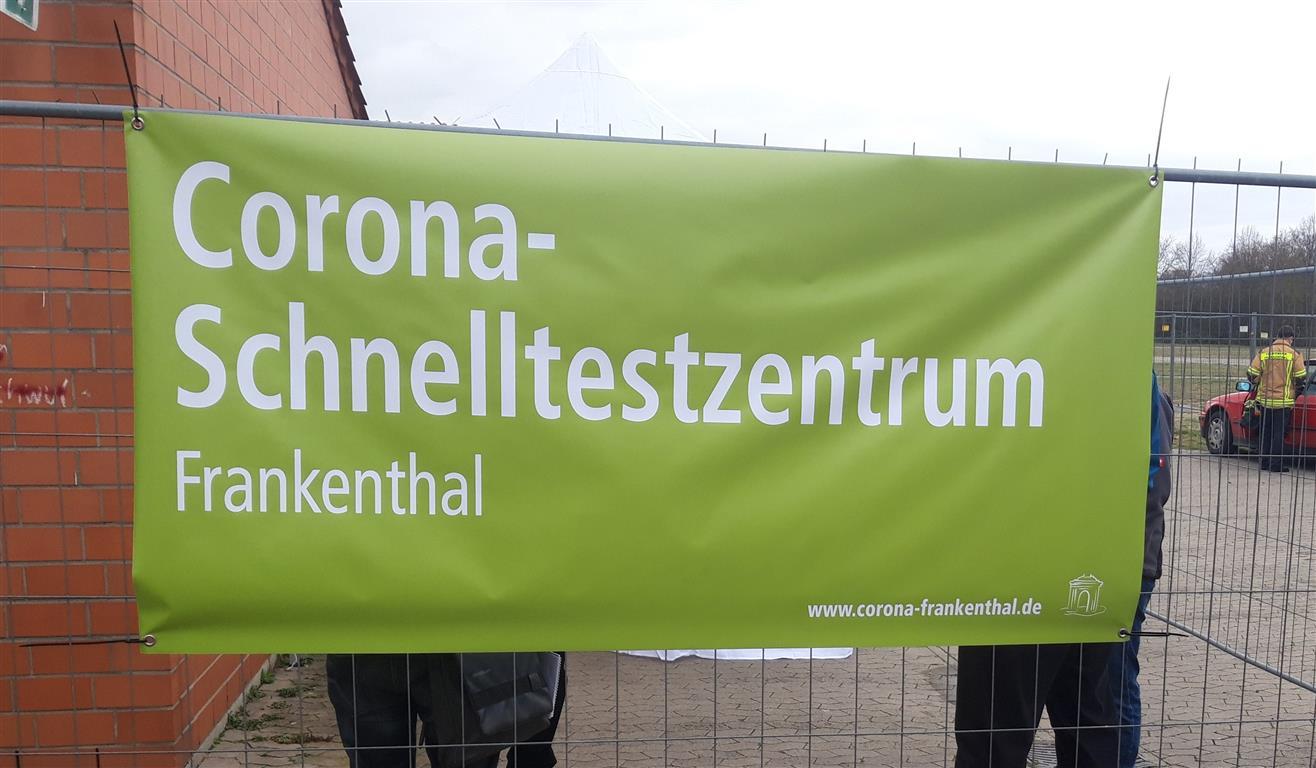 Corona-
Schnelltestzentrum
Frankenthal
www.corona-frankenthal.de